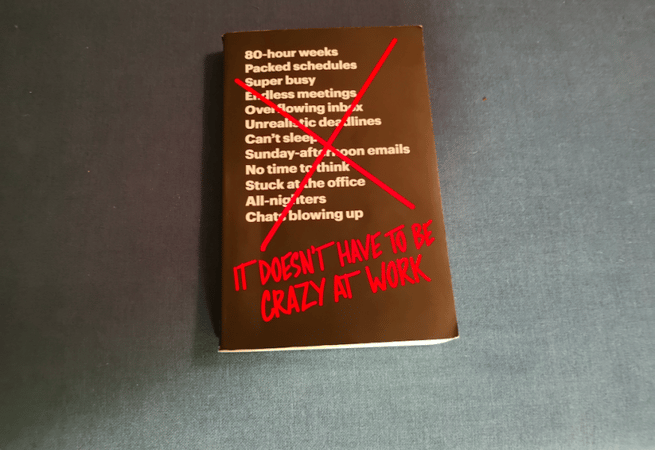 80-hour weeks
Packed schedules
Super busy
Endless meetings
Overflowing inbox
Unrealistic deadlines
Can't sleep
Sunday-afternoon emails
No time to think
Stuck at the office
All-nighters
Chats blowing up
IT DOESN'T HAVE TO BE
CRAZY AT WORK